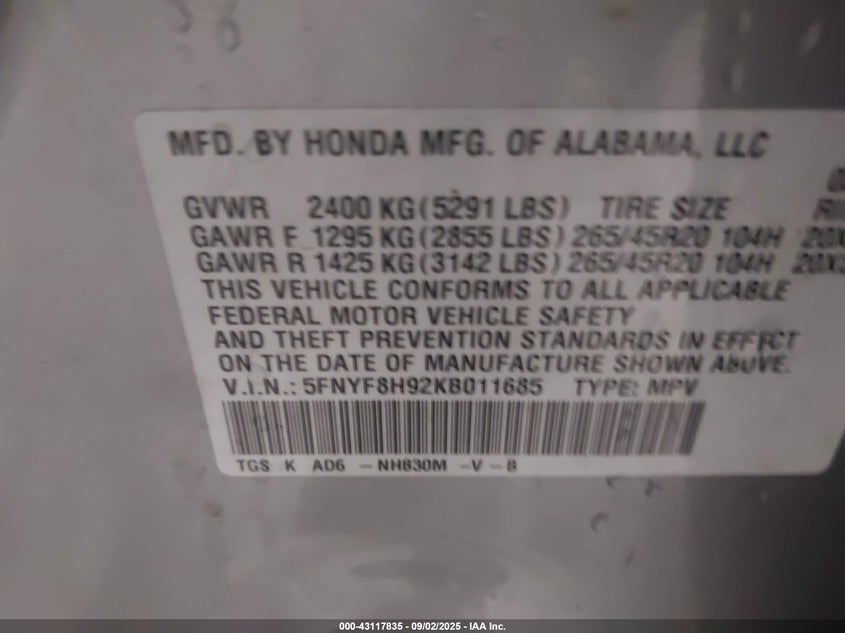 MFD. BY HONDA MFG. OF ALABAMA, LLC
GVWR 2400 KG(5291 LBS) TIRE SIZE
GAWR F 1295 KG(2855 LBS) 265/45R20 104H 20X
GAWR R 1425 KG(3142 LBS) 265/45R20 104H 20X
THIS VEHICLE CONFORMS TO ALL APPLICABLE
FEDERAL MOTOR VEHICLE SAFETY
AND THEFT PREVENTION STANDARDS IN EFFECT
ON THE DATE OF MANUFACTURE SHOWN ABOVE.
V.I.N.: 5FNYF8H92KB011685 TYPE: MPV
TGS K AD6 -NH830M -V-B
000-43117835 - 09/02/2025 - IAA Inc.